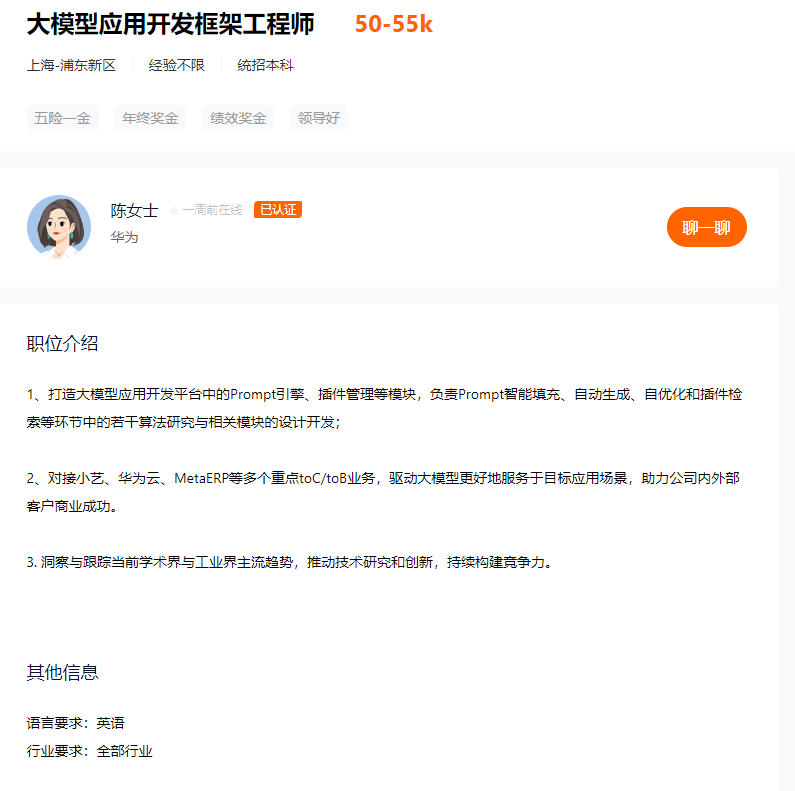 大模型应用开发框架工程师 50-55k
上海-浦东新区 经验不限 统招本科
五险一金 年终奖金 绩效奖金 领导好
陈女士 一周前在线 已认证
华为
聊一聊
职位介绍
1、打造大模型应用开发平台中的Prompt引擎、插件管理等模块，负责Prompt智能填充、自动生成、自优化和插件检
索等环节中的若干算法研究与相关模块的设计开发；
2、对接小艺、华为云、MetaERP等多个重点toC/toB业务，驱动大模型更好地服务于目标应用场景，助力公司内外部
客户商业成功。
3. 洞察与跟踪当前学术界与工业界主流趋势，推动技术研究和创新，持续构建竞争力。
其他信息
语言要求：英语
行业要求：全部行业